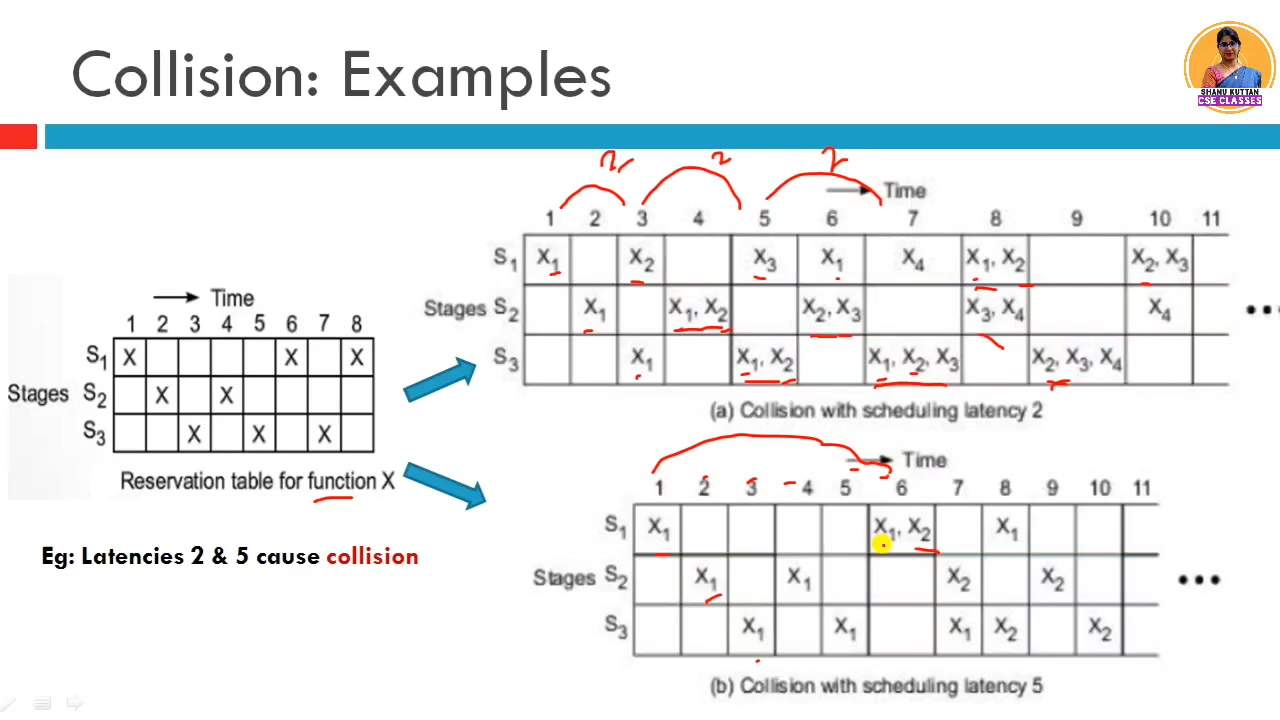 Collision: Examples
SHANU KUTTAN
CSE CLASSES
2 2 2
Time
1 2 3 4 5 6 7 8 9 10 11
S1 X1 X2 X3 X1 X4 X1, X2 X2, X3
Stages S2 X1 X1, X2 X2, X3 X3, X4 X4
S3 X1 X1, X2 X1, X2, X3 X2, X3, X4
(a) Collision with scheduling latency 2
Time
1 2 3 4 5 6 7 8
S1 X X X
Stages S2 X X
S3 X X X
Reservation table for function X
Eg: Latencies 2 & 5 cause collision
Time
1 2 3 4 5 6 7 8 9 10 11
S1 X1 X1, X2 X1
Stages S2 X1 X1 X2 X2
S3 X1 X1 X1 X2 X2
(b) Collision with scheduling latency 5